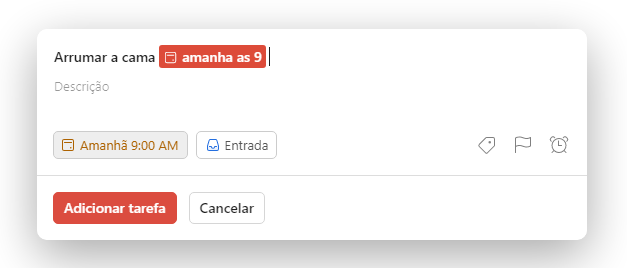 Arrumar a cama amanha as 9
Descrição
Amanhã 9:00 AM Entrada
Adicionar tarefa Cancelar